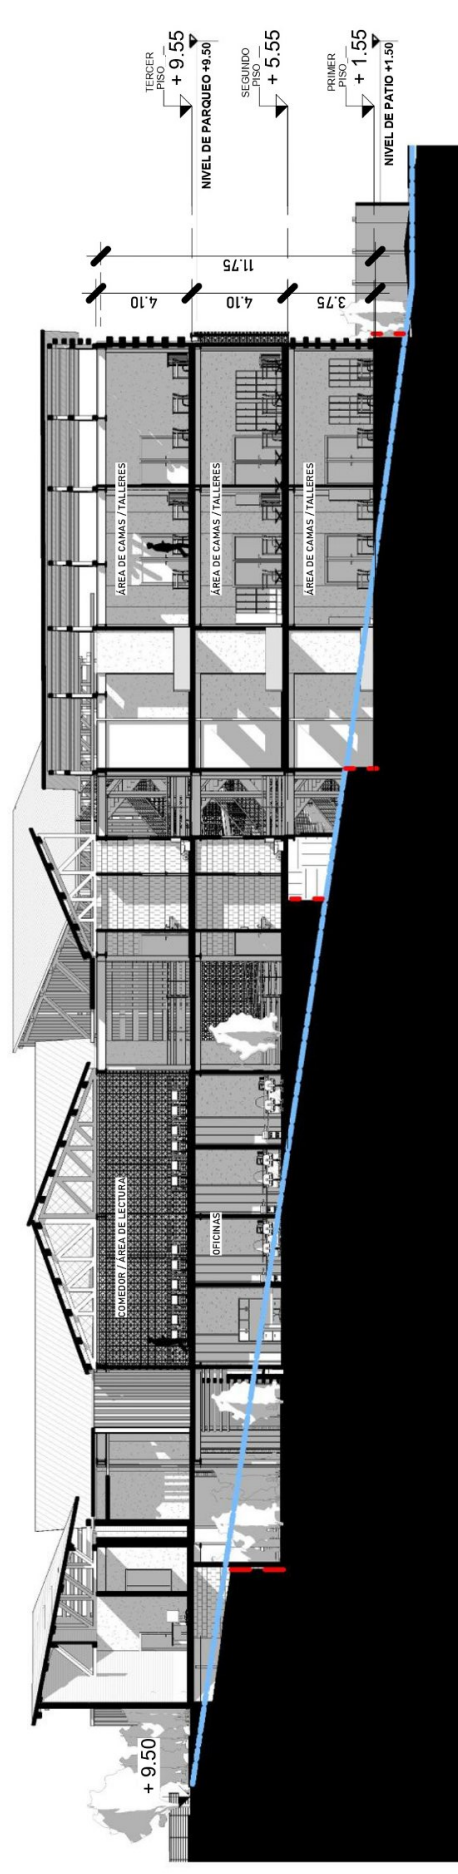 TERCER
PISO
+ 9.55
NIVEL DE PARQUEO +9.50
SEGUNDO
PISO
+ 5.55
PRIMER
PISO
+ 1.55
NIVEL DE PATIO +1.50
11.75
4.10
4.10
3.75
ÁREA DE CAMAS / TALLERES
ÁREA DE CAMAS / TALLERES
ÁREA DE CAMAS / TALLERES
COMEDOR / ÁREA DE LECTURA
OFICINAS
+ 9.50